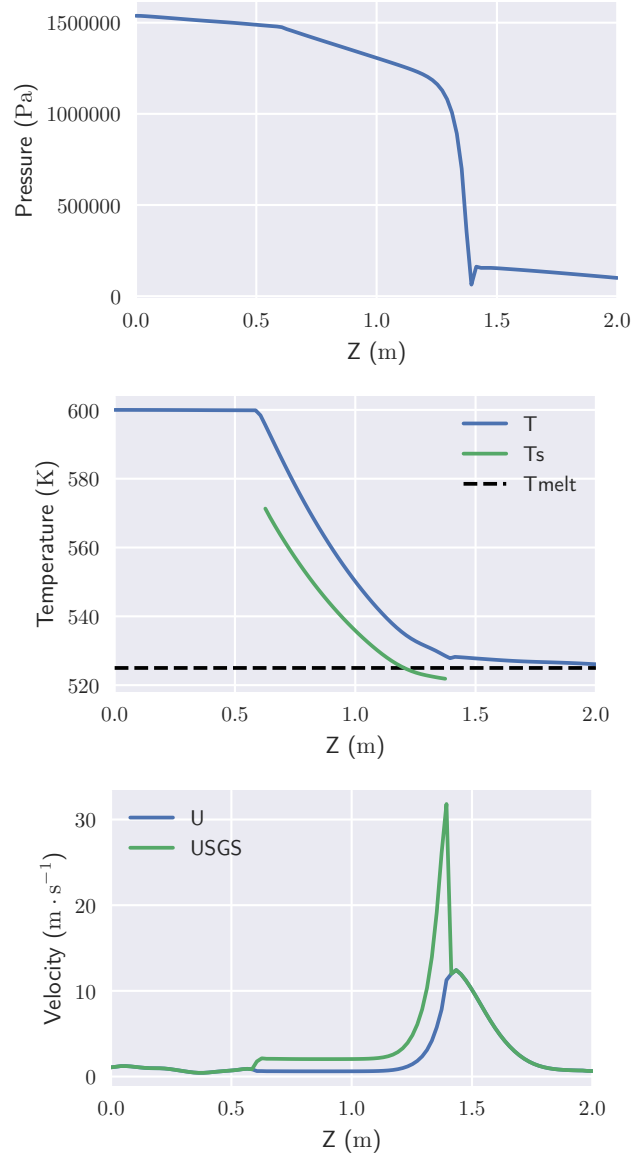 1500000
1000000
500000
0
Pressure (Pa)
0.0 0.5 1.0 1.5 2.0
Z (m)
600
580
560
540
520
Temperature (K)
T
Ts
Tmelt
0.0 0.5 1.0 1.5 2.0
Z (m)
30
20
10
0
Velocity (m · s⁻¹)
U
USGS
0.0 0.5 1.0 1.5 2.0
Z (m)